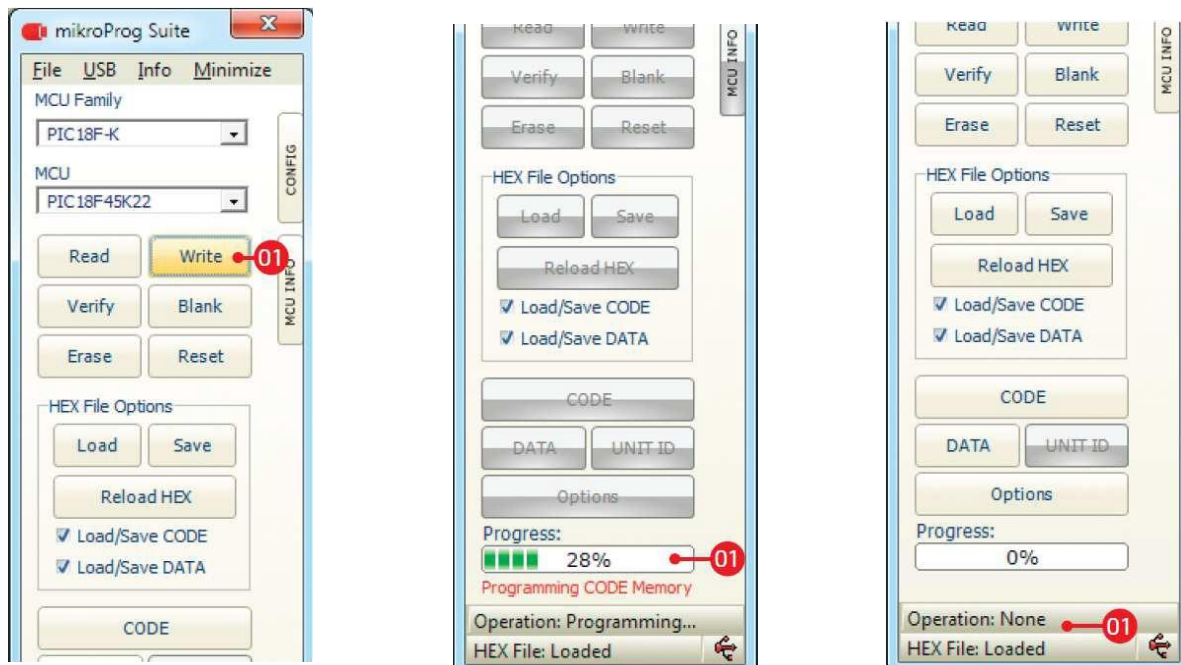 mikroProg Suite
File USB Info Minimize
MCU Family
PIC18F-K
CONFIG
MCU
PIC18F45K22
Read Write 01
MCU INFO
Verify Blank
Erase Reset
HEX File Options
Load Save
Reload HEX
Load/Save CODE
Load/Save DATA
CODE
Read Write
MCU INFO
Verify Blank
Erase Reset
HEX File Options
Load Save
Reload HEX
Load/Save CODE
Load/Save DATA
CODE
DATA UNIT ID
Options
Progress:
28% 01
Programming CODE Memory
Operation: Programming...
HEX File: Loaded
Read Write
MCU INFO
Verify Blank
Erase Reset
HEX File Options
Load Save
Reload HEX
Load/Save CODE
Load/Save DATA
CODE
DATA UNIT ID
Options
Progress:
0%
Operation: None 01
HEX File: Loaded